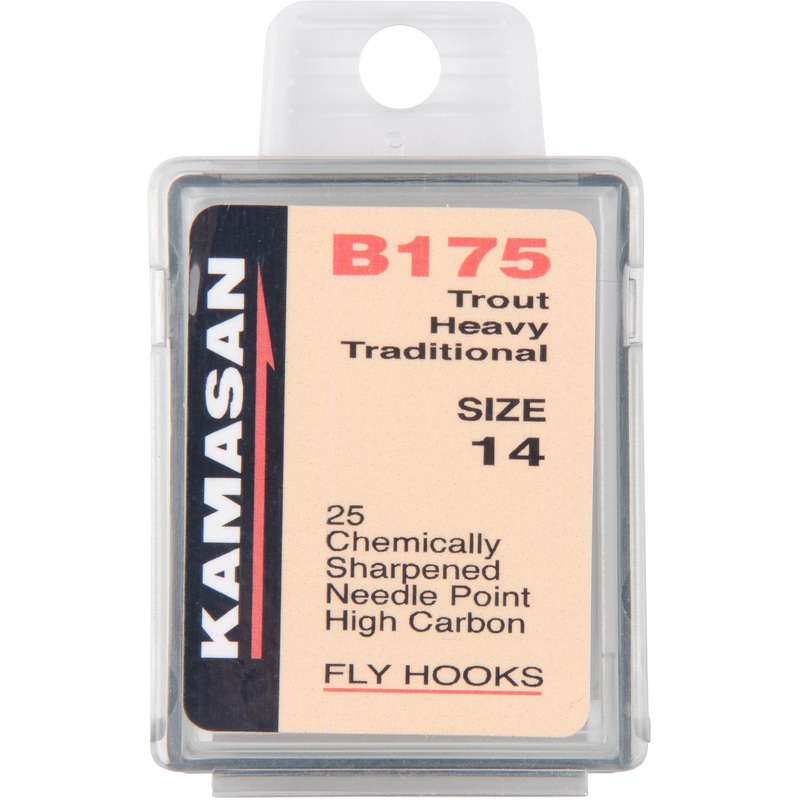 KAMASAN
B175
Trout
Heavy
Traditional
SIZE
14
25
Chemically
Sharpened
Needle Point
High Carbon
FLY HOOKS